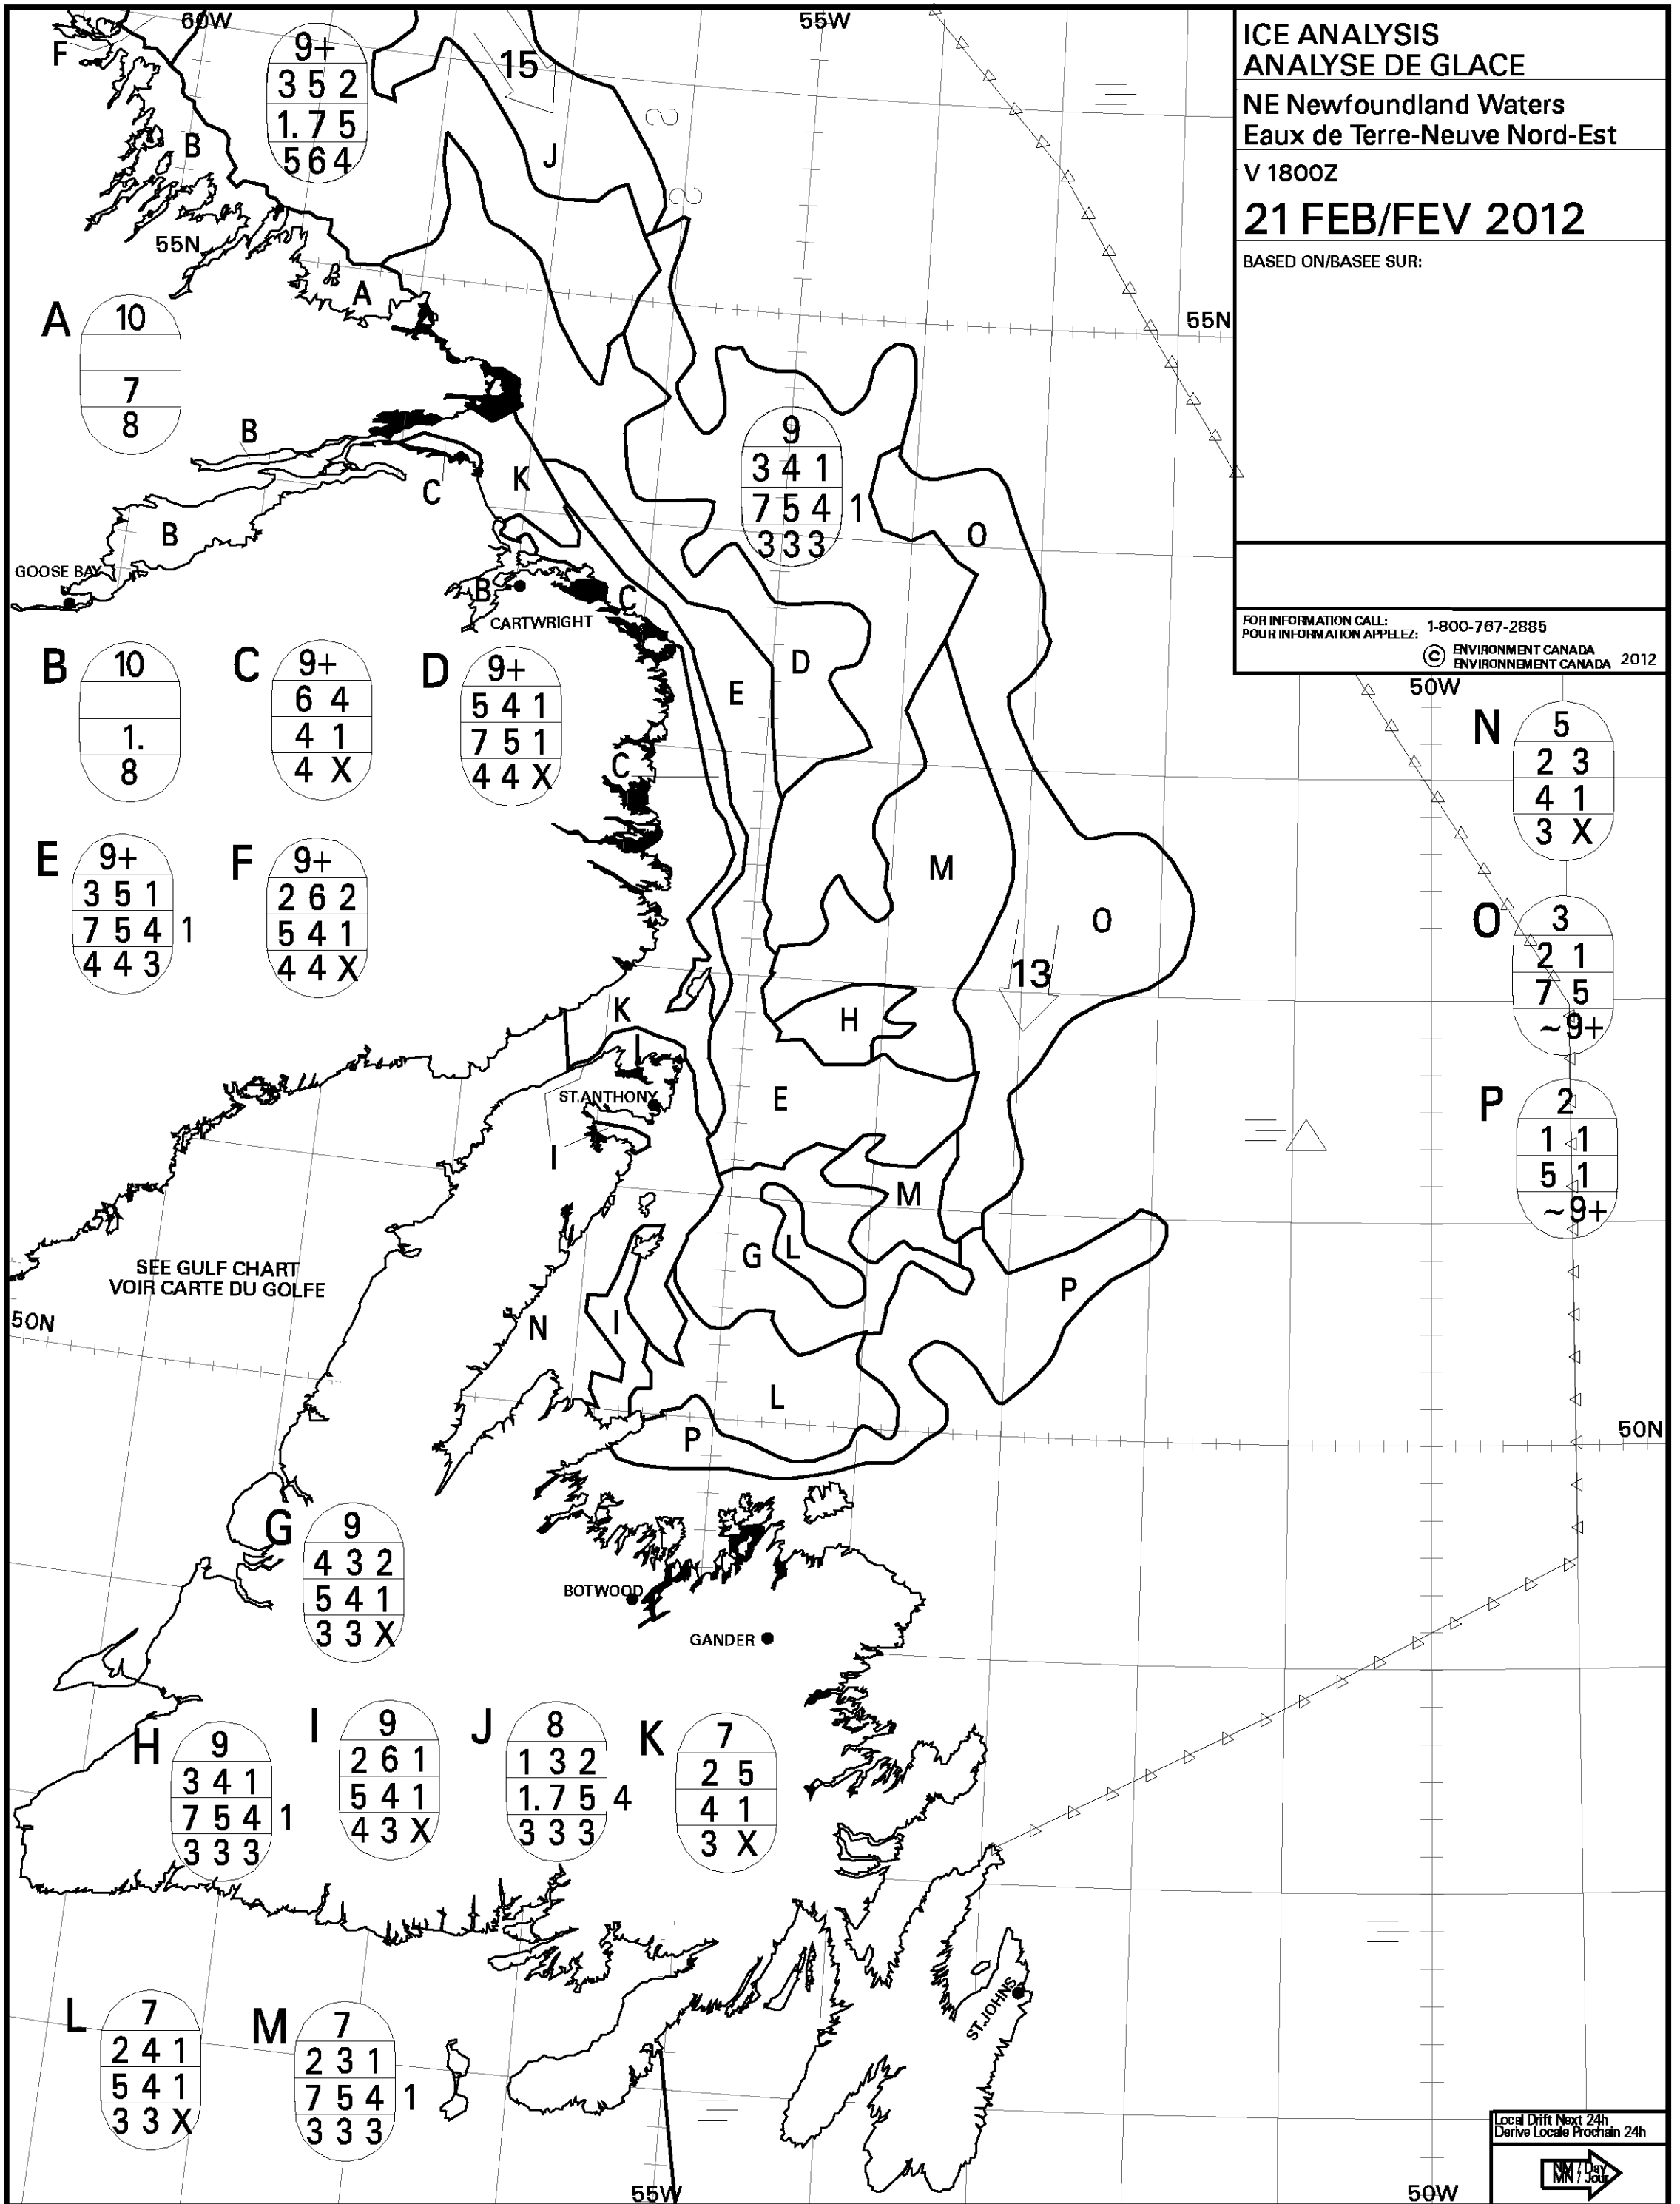 60W
55W
F
9+
3 5 2
1. 7 5
5 6 4
15
J
2
2
B
55N
A
ICE ANALYSIS
ANALYSE DE GLACE
NE Newfoundland Waters
Eaux de Terre-Neuve Nord-Est
V 1800Z
21 FEB/FEV 2012
BASED ON/BASEE SUR:
55N
FOR INFORMATION CALL:
POUR INFORMATION APPELEZ: 1-800-767-2885
© ENVIRONMENT CANADA
ENVIRONNEMENT CANADA 2012
A
10
7
8
B
C
K
B
9
3 4 1
7 5 4 1
3 3 3
O
GOOSE BAY
B
CARTWRIGHT
C
B
10
1.
8
C
9+
6 4
4 1
4 X
D
9+
5 4 1
7 5 1
4 4 X
E
D
C
50W
N
5
2 3
4 1
3 X
E
9+
3 5 1
7 5 4 1
4 4 3
F
9+
2 6 2
5 4 1
4 4 X
M
O
13
O
3
2 1
7 5
~9+
K
H
I
ST.ANTHONY
E
I
P
2
1 1
5 1
~9+
M
G
L
P
SEE GULF CHART
VOIR CARTE DU GOLFE
50N
N
I
L
P
50N
G
9
4 3 2
5 4 1
3 3 X
BOTWOOD
GANDER
H
9
3 4 1
7 5 4 1
3 3 3
I
9
2 6 1
5 4 1
4 3 X
J
8
1 3 2
1. 7 5 4
3 3 3
K
7
2 5
4 1
3 X
ST.JOHNS
L
7
2 4 1
5 4 1
3 3 X
M
7
2 3 1
7 5 4 1
3 3 3
Local Drift Next 24h
Derive Locale Prochain 24h
NM / Day
MN / Jour
55W
50W